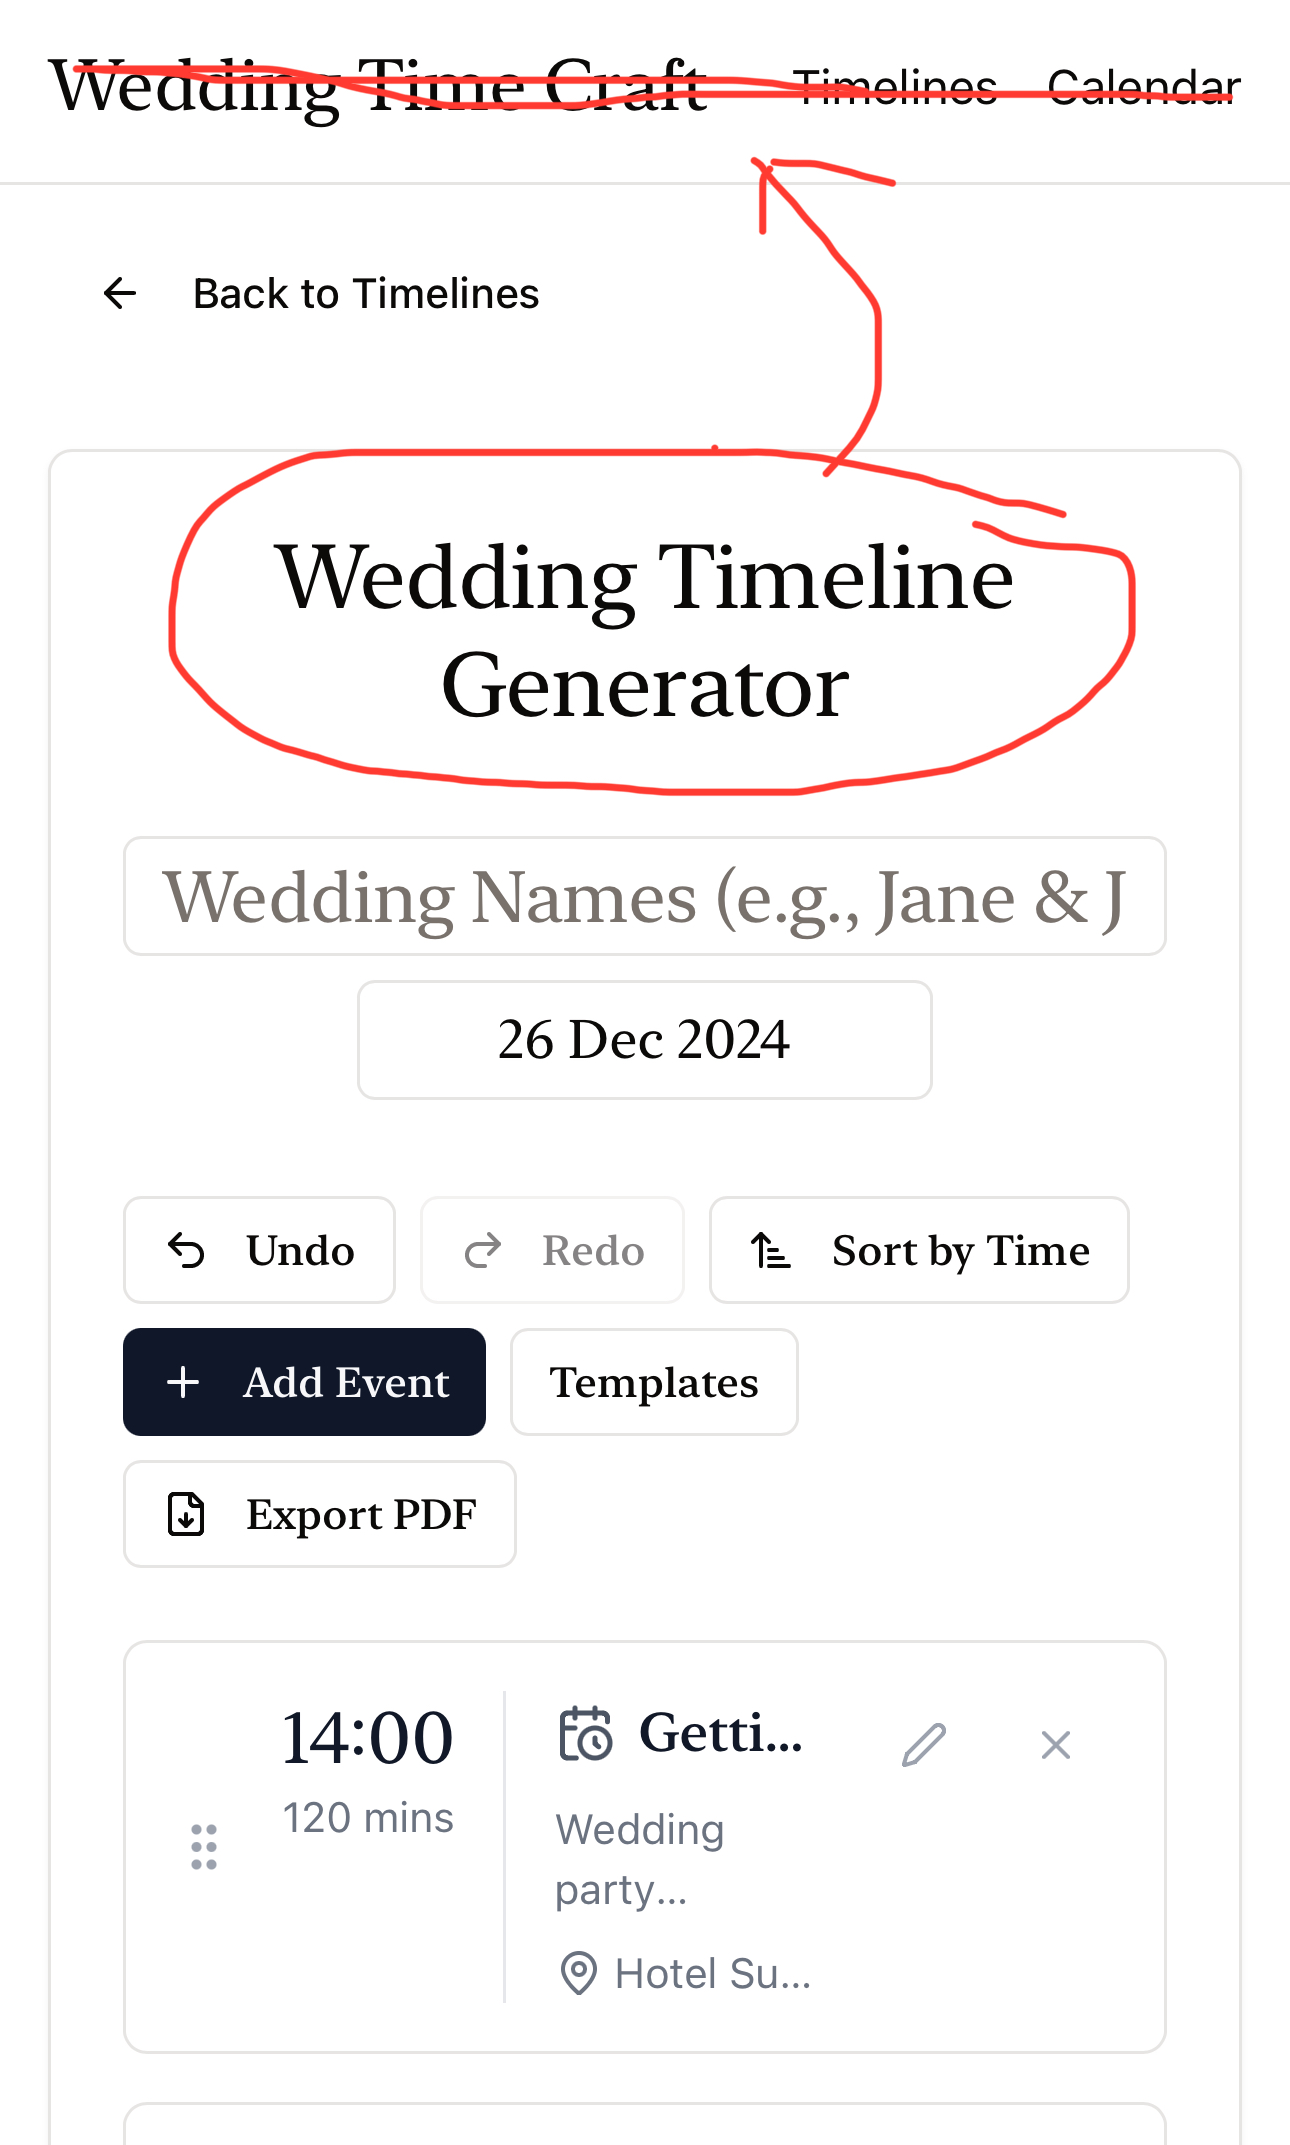 Wedding Time Craft Timelines Calendar
Back to Timelines
Wedding Timeline
Generator
Wedding Names (e.g., Jane & J
26 Dec 2024
Undo Redo Sort by Time
Add Event Templates
Export PDF
14:00 Getti...
120 mins
Wedding
party...
Hotel Su...